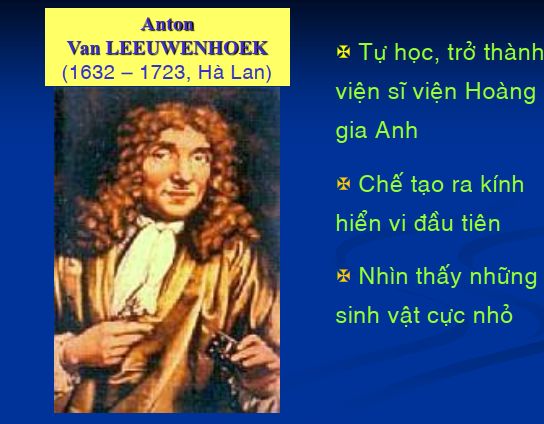 Anton
Van LEEUWENHOEK
(1632 – 1723, Hà Lan)
Tự học, trở thành
viện sĩ viện Hoàng
gia Anh
Chế tạo ra kính
hiển vi đầu tiên
Nhìn thấy những
sinh vật cực nhỏ